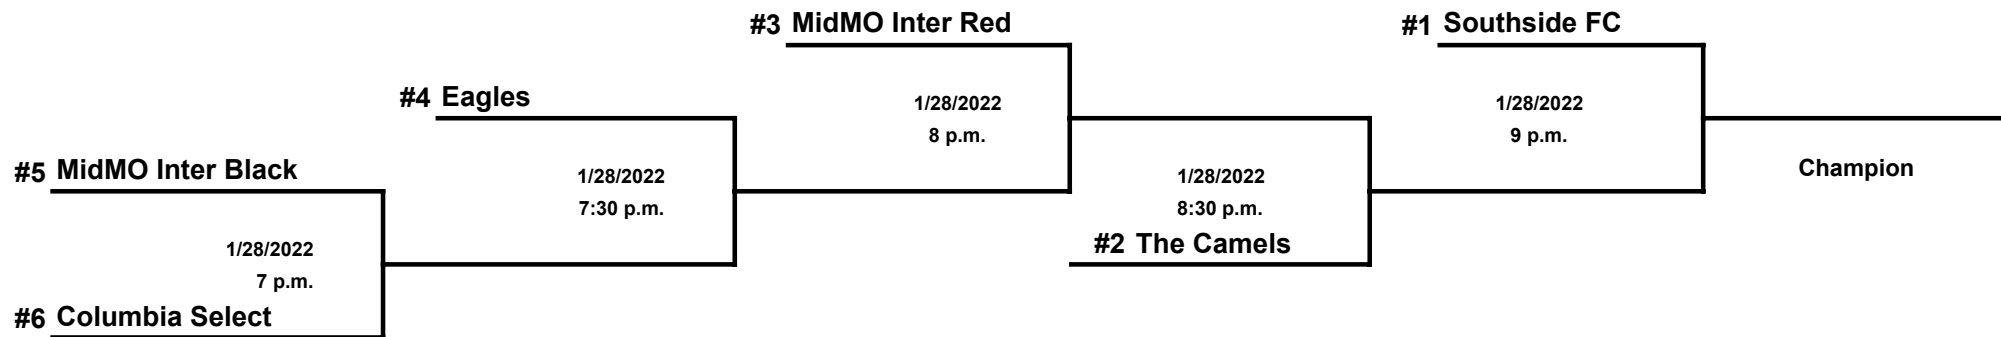 #3 MidMO Inter Red
#1 Southside FC
#4 Eagles
1/28/2022
8 p.m.
1/28/2022
9 p.m.
#5 MidMO Inter Black
1/28/2022
7:30 p.m.
1/28/2022
8:30 p.m.
Champion
#2 The Camels
1/28/2022
7 p.m.
#6 Columbia Select